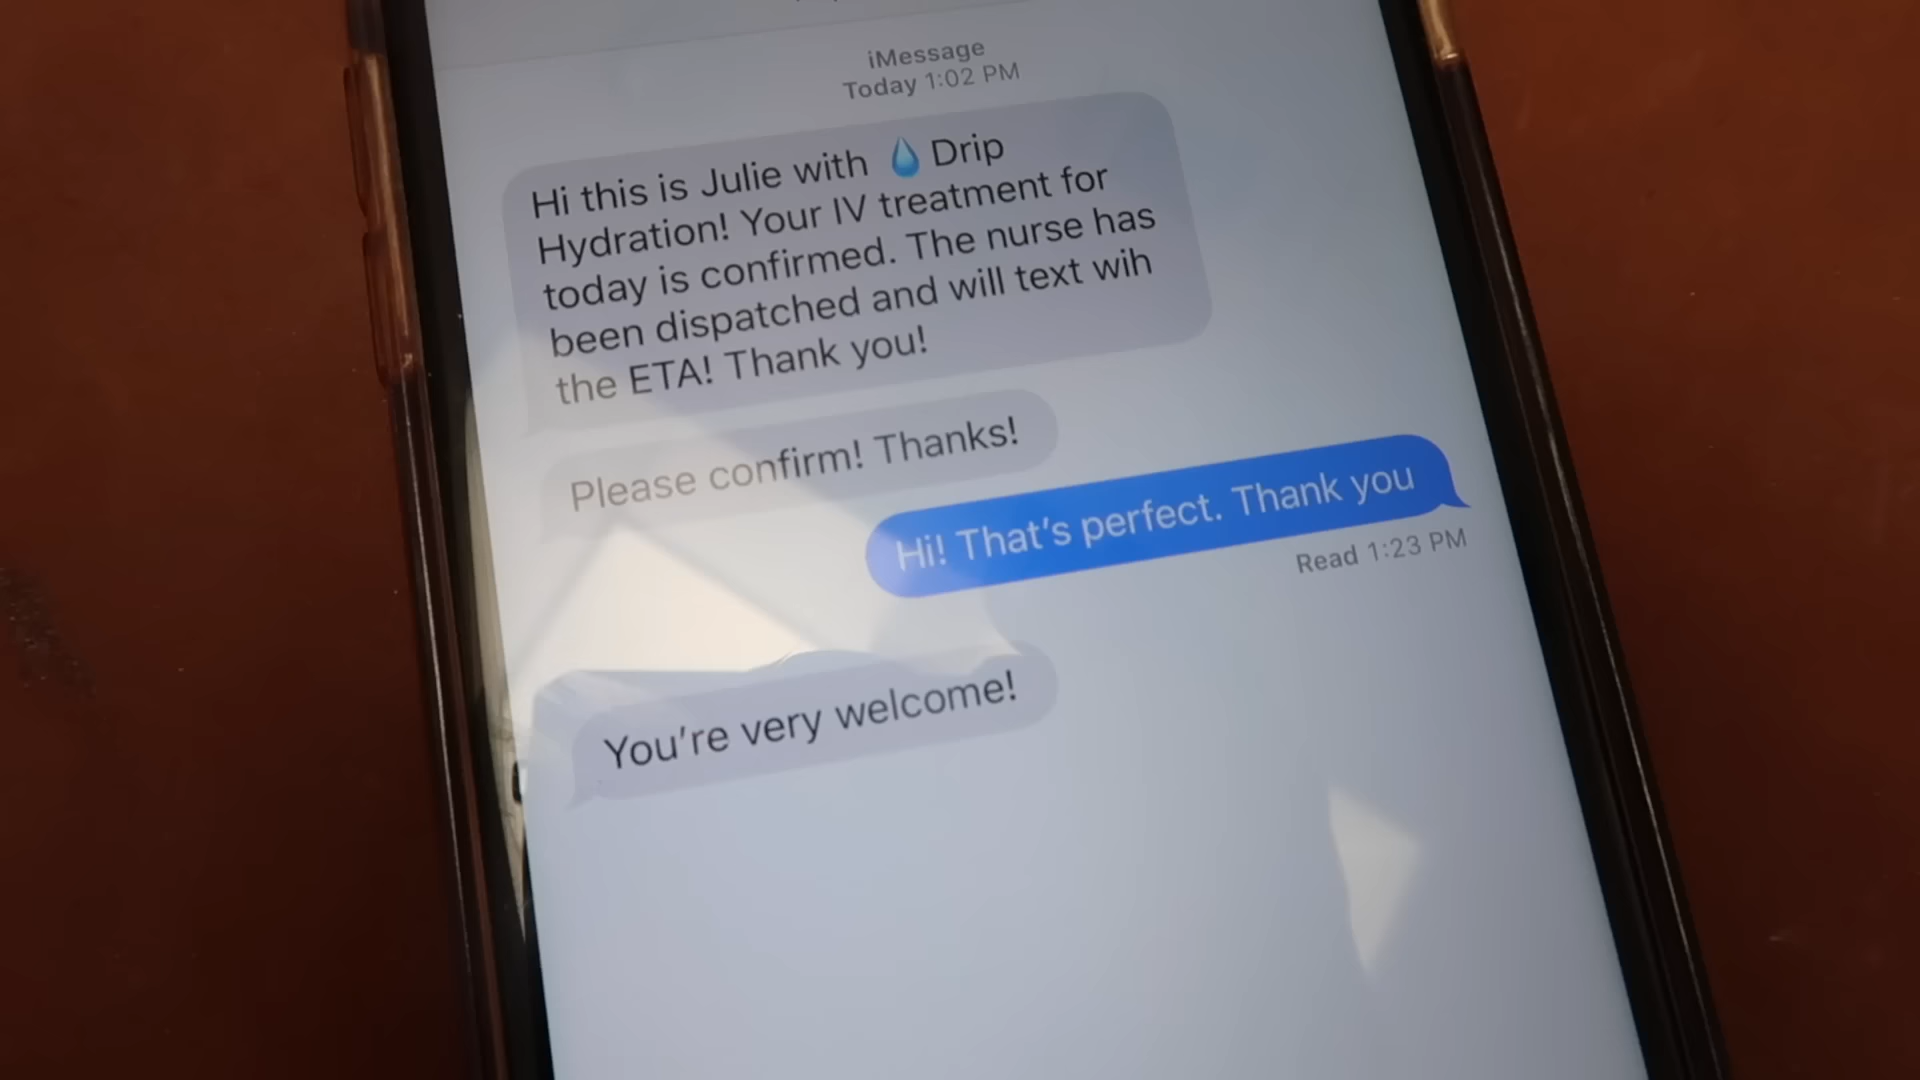 iMessage
Today 1:02 PM
Hi this is Julie with 💧 Drip
Hydration! Your IV treatment for
today is confirmed. The nurse has
been dispatched and will text wih
the ETA! Thank you!
Please confirm! Thanks!
Hi! That's perfect. Thank you
Read 1:23 PM
You're very welcome!